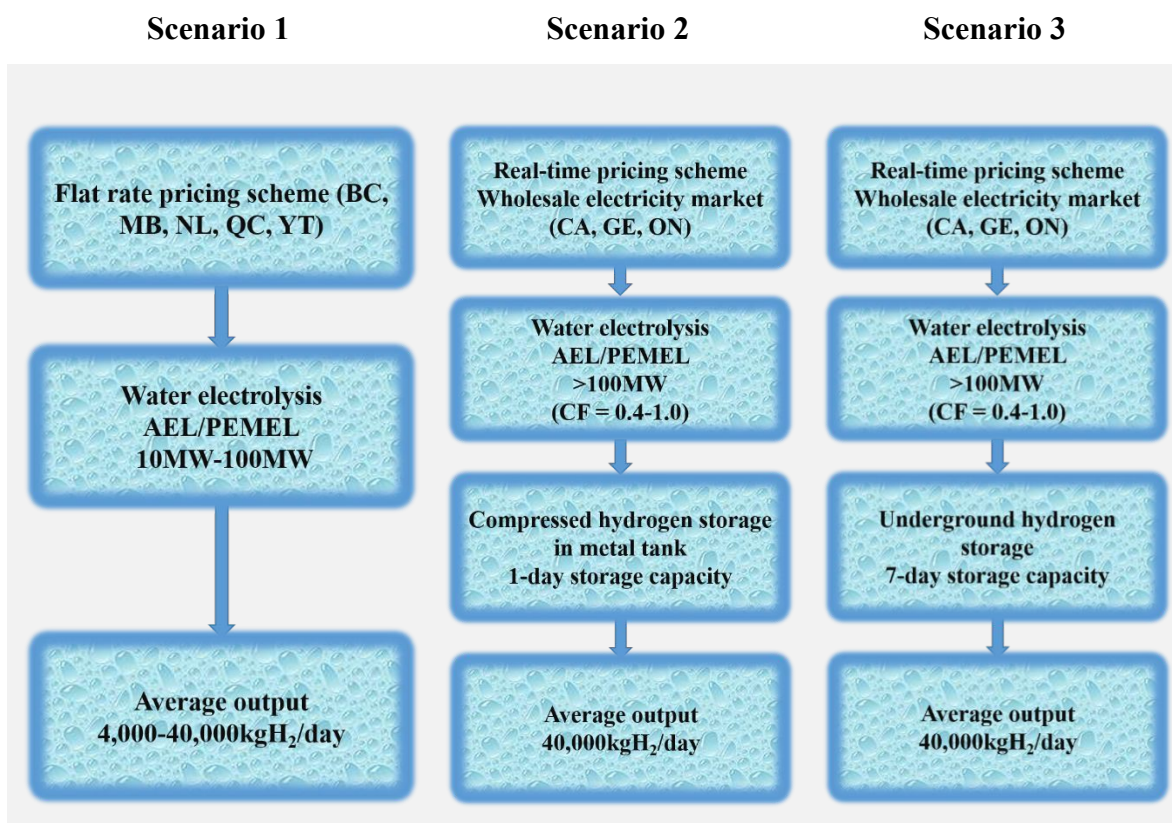 Scenario 1
Flat rate pricing scheme (BC,
MB, NL, QC, YT)
Water electrolysis
AEL/PEMEL
10MW-100MW
Average output
4,000-40,000kgH₂/day
Scenario 2
Real-time pricing scheme
Wholesale electricity market
(CA, GE, ON)
Water electrolysis
AEL/PEMEL
>100MW
(CF = 0.4-1.0)
Compressed hydrogen storage
in metal tank
1-day storage capacity
Average output
40,000kgH₂/day
Scenario 3
Real-time pricing scheme
Wholesale electricity market
(CA, GE, ON)
Water electrolysis
AEL/PEMEL
>100MW
(CF = 0.4-1.0)
Underground hydrogen
storage
7-day storage capacity
Average output
40,000kgH₂/day